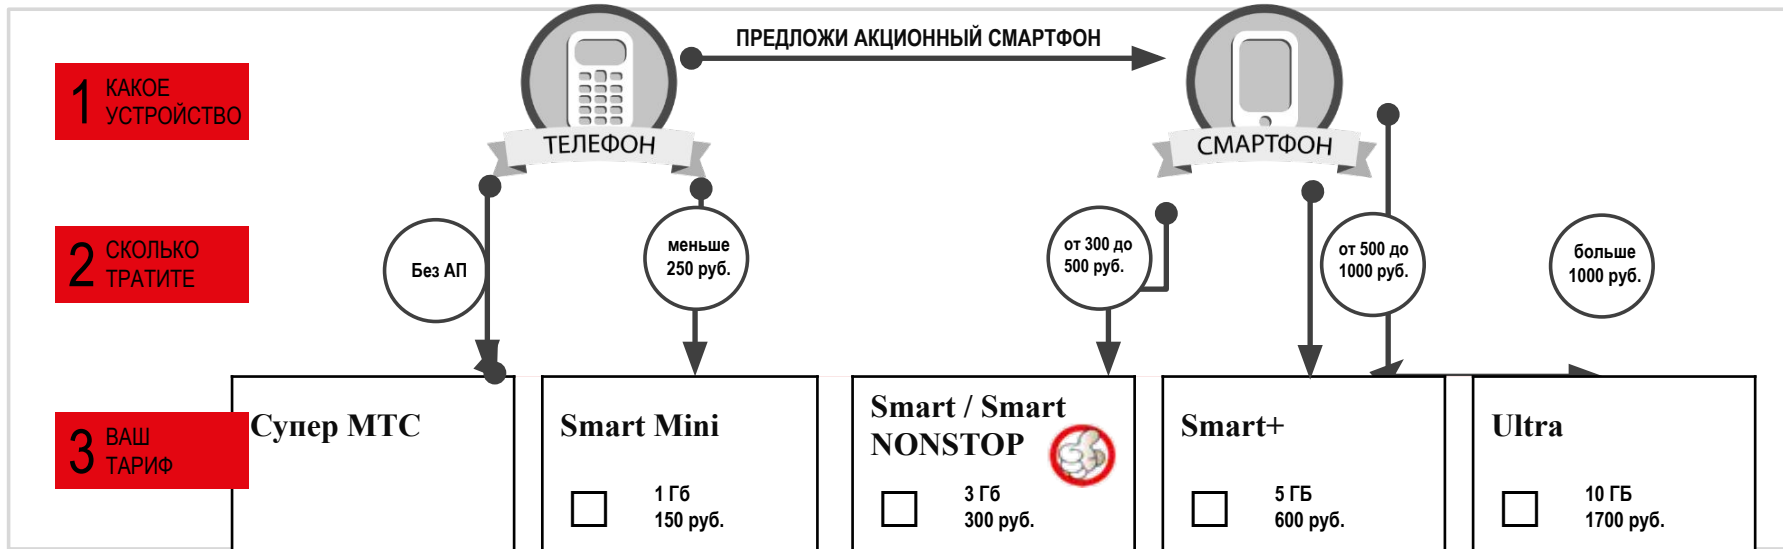 ПРЕДЛОЖИ АКЦИОННЫЙ СМАРТФОН
1 КАКОЕ
УСТРОЙСТВО
ТЕЛЕФОН
СМАРТФОН
2 СКОЛЬКО
ТРАТИТЕ
Без АП
меньше
250 руб.
от 300 до
500 руб.
от 500 до
1000 руб.
больше
1000 руб.
3 ВАШ
ТАРИФ
Супер МТС
Smart Mini
1 Гб
150 руб.
Smart / Smart
NONSTOP
3 Гб
300 руб.
Smart+
5 ГБ
600 руб.
Ultra
10 ГБ
1700 руб.